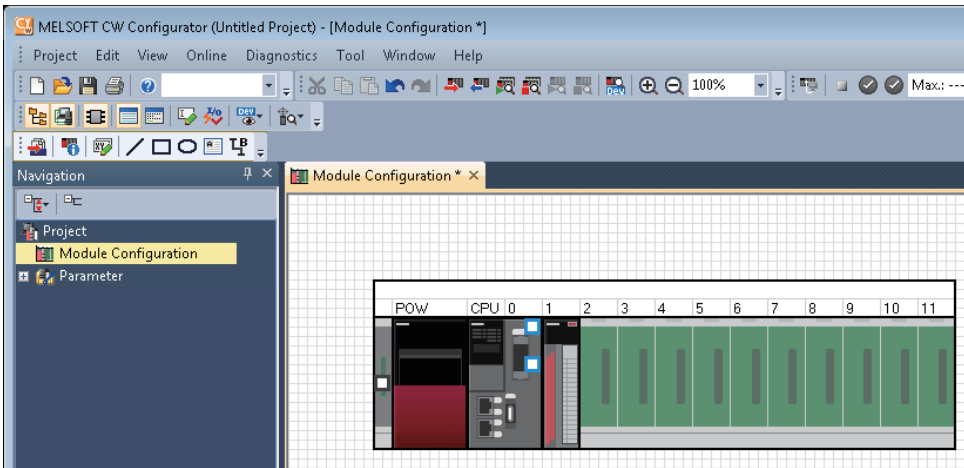 MELSOFT CW Configurator (Untitled Project) - [Module Configuration *]
Project Edit View Online Diagnostics Tool Window Help
100% Max.: ---
Navigation
Module Configuration *
Project
Module Configuration
Parameter
POW CPU 0 1 2 3 4 5 6 7 8 9 10 11